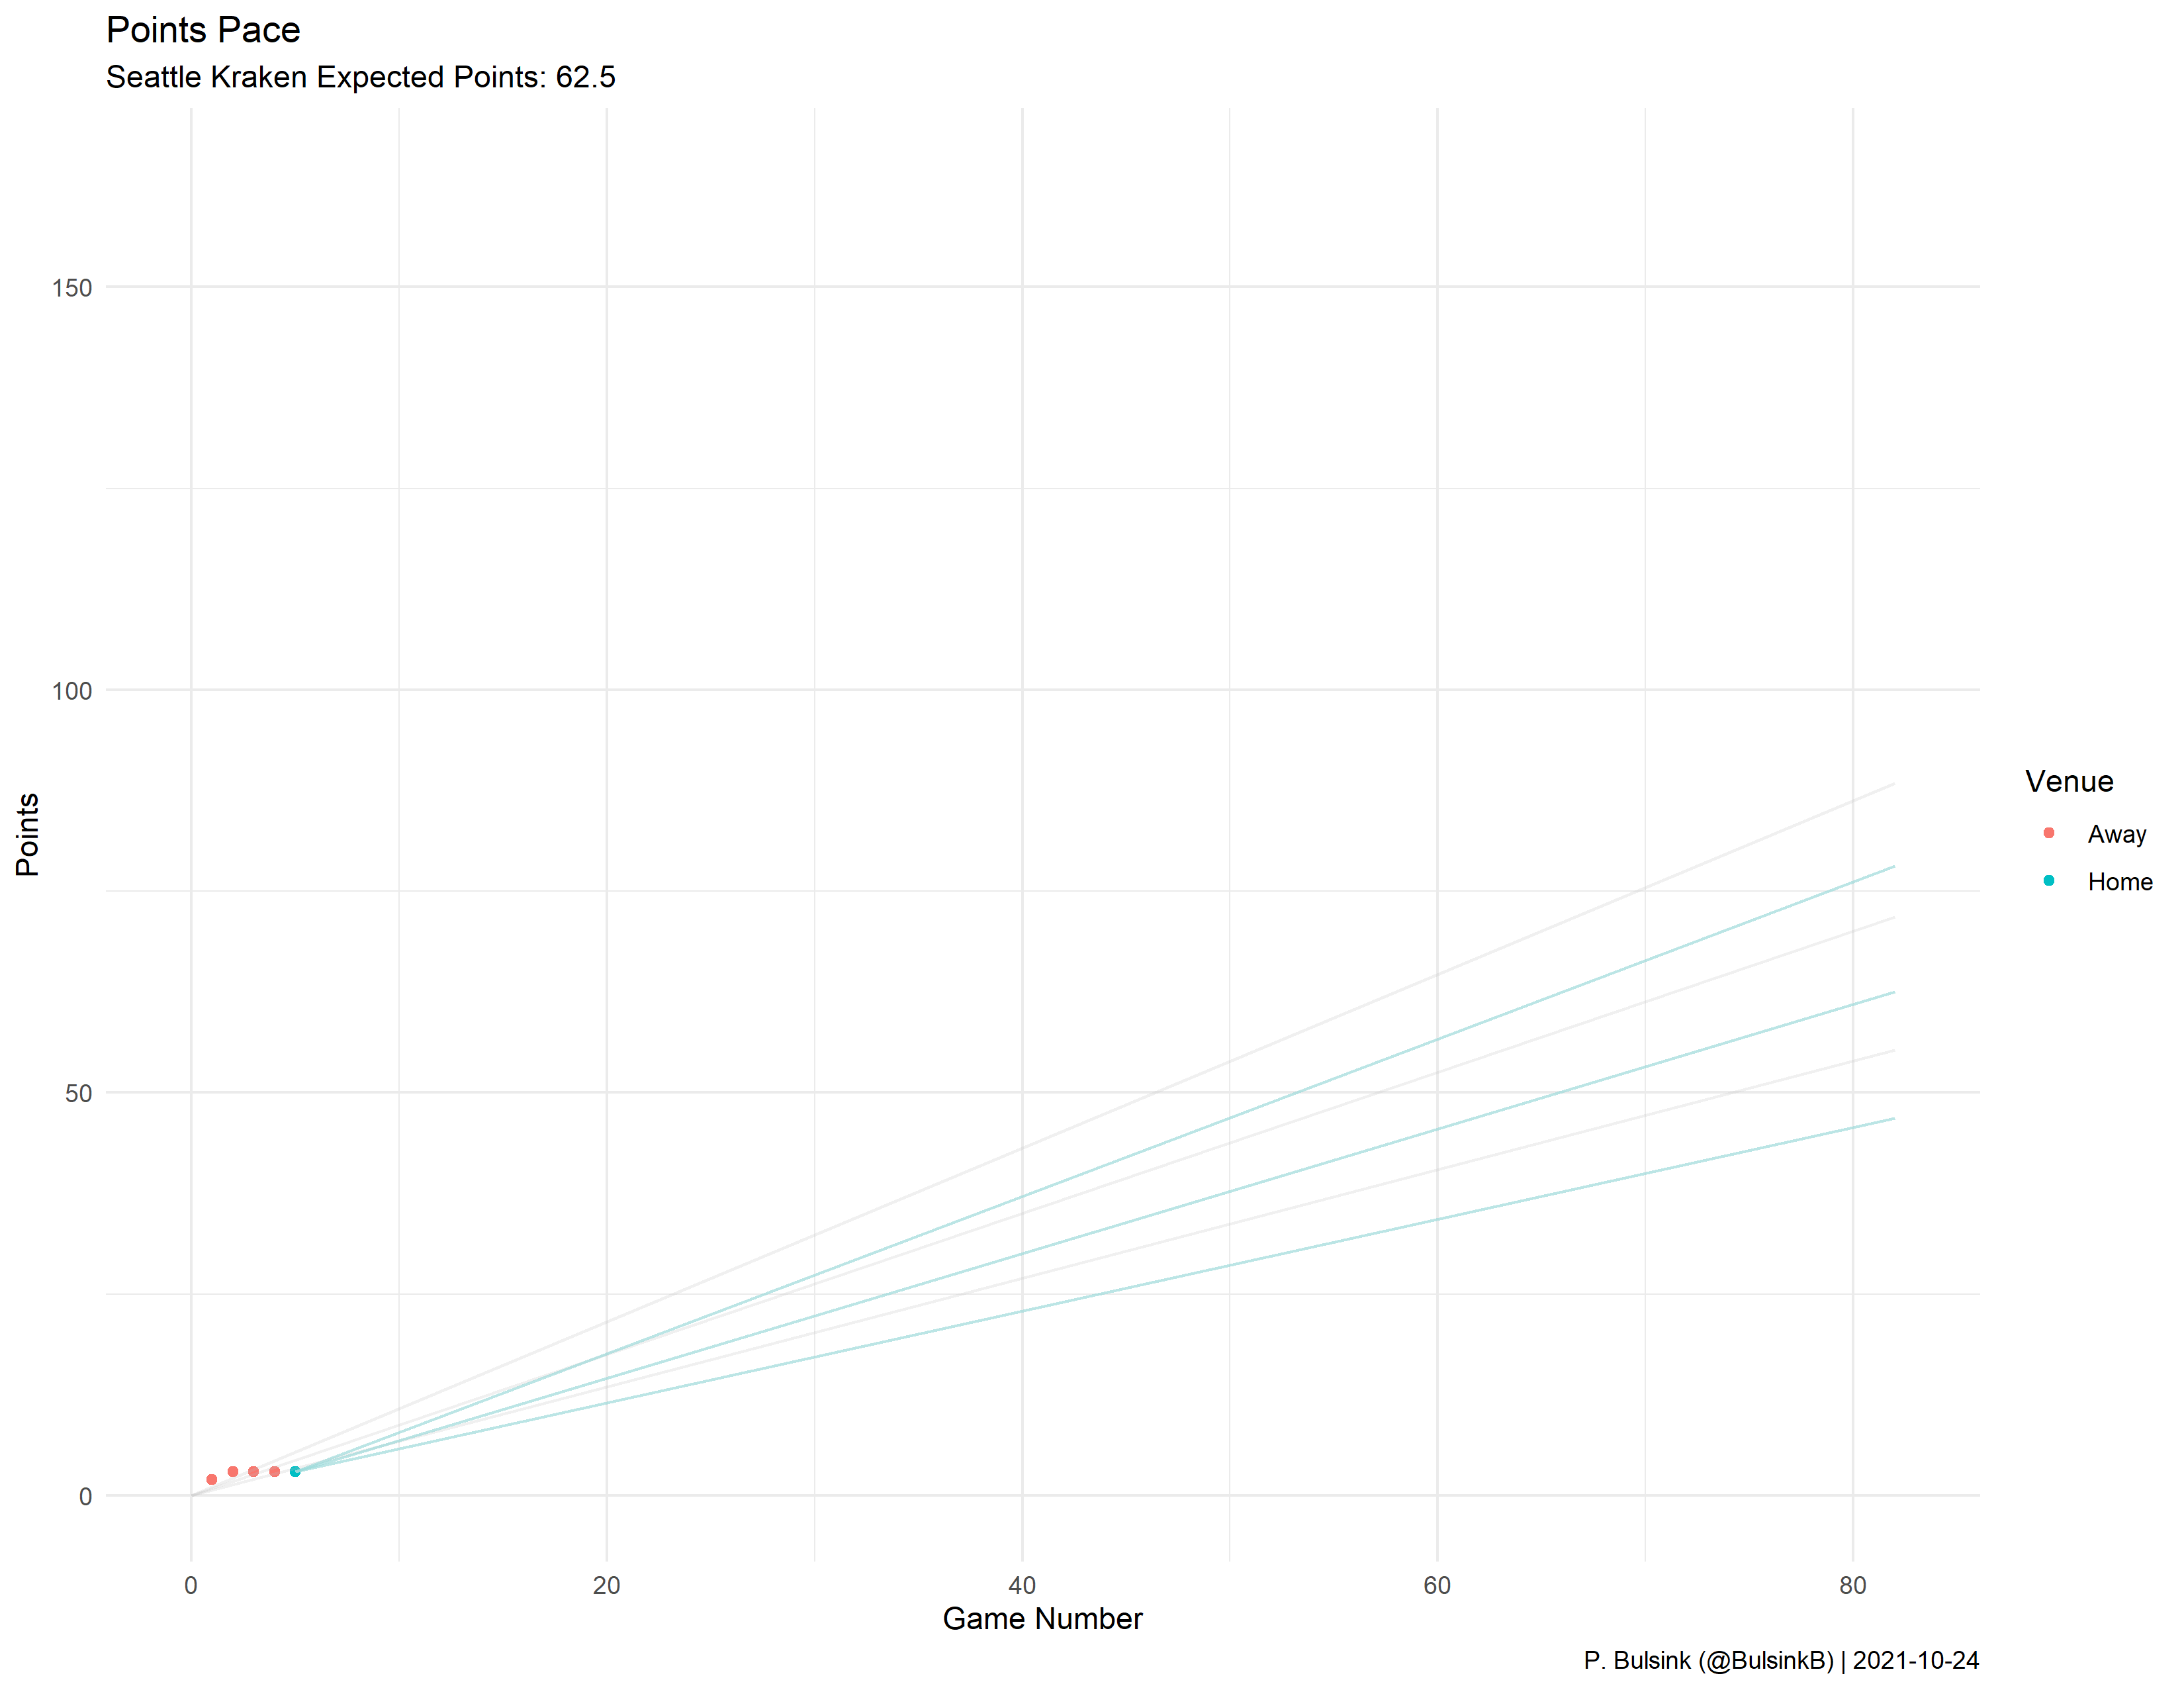 Points Pace
Seattle Kraken Expected Points: 62.5
150
100
50
0
Points
0 20 40 60 80
Game Number
Venue
Away
Home
P. Bulsink (@BulsinkB) | 2021-10-24